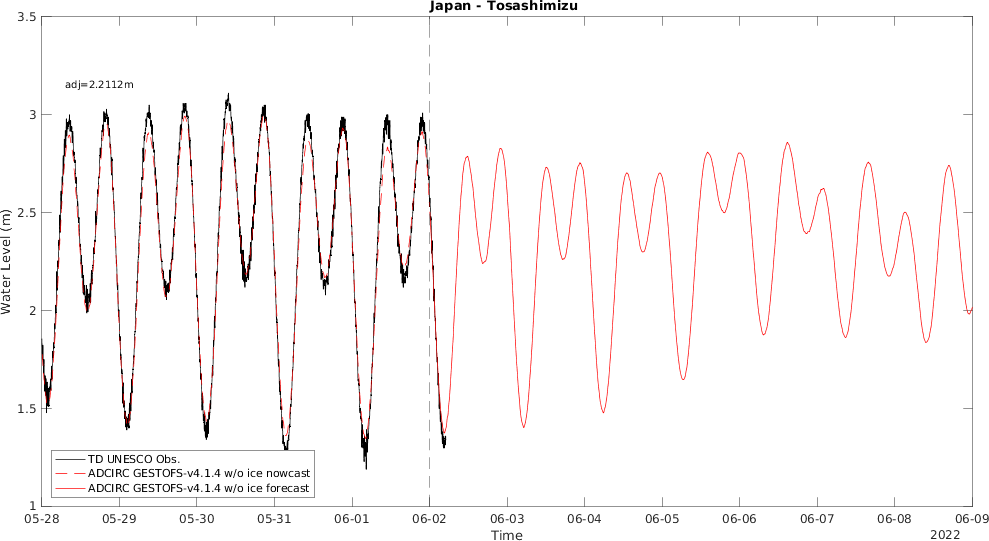 Japan - Tosashimizu
3.5
adj=2.2112m
3
2.5
Water Level (m)
2
1.5
TD UNESCO Obs.
ADCIRC GESTOFS-v4.1.4 w/o ice nowcast
ADCIRC GESTOFS-v4.1.4 w/o ice forecast
1
05-28 05-29 05-30 05-31 06-01 06-02 06-03 06-04 06-05 06-06 06-07 06-08 06-09
Time
2022